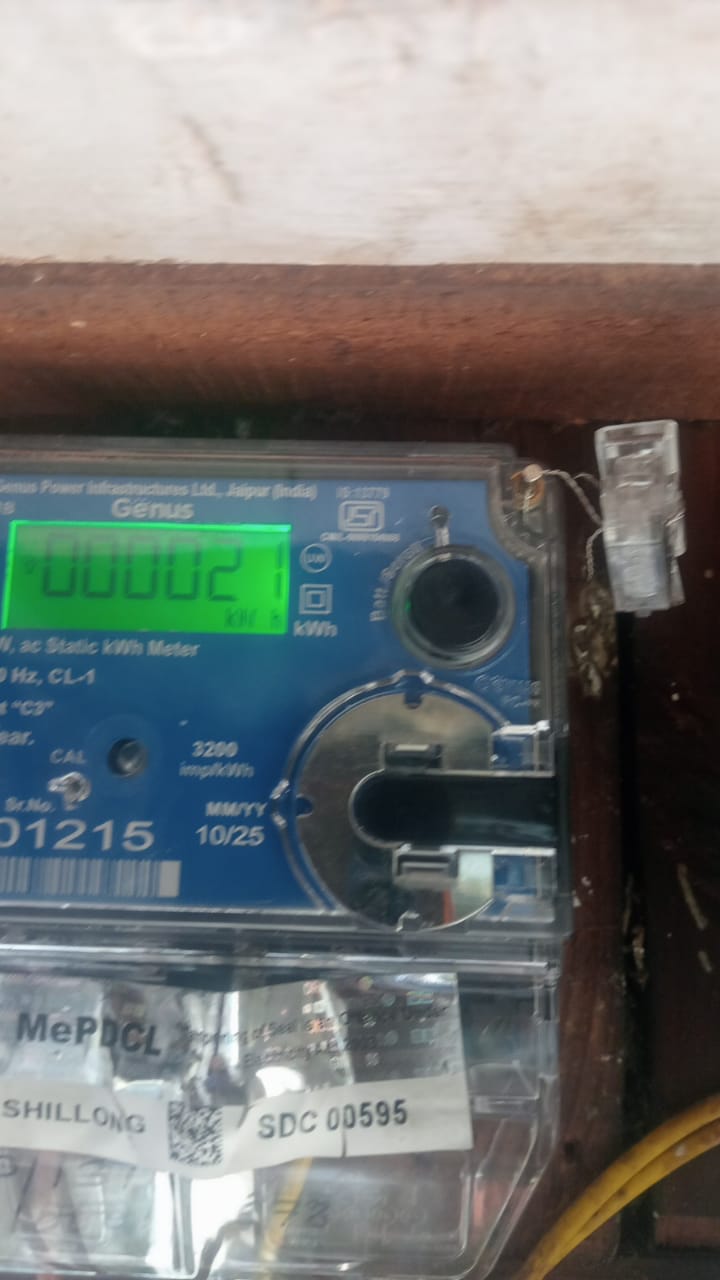 Genus Power Infrastructures Ltd., Jaipur (India)
IS 13779
Genus
000021
kWh
kWh
W, ac Static kWh Meter
0 Hz, CL-1
"C3"
ear.
CAL
3200
imp/kWh
Sr.No.
MM/YY
01215
10/25
MePDCL
SHILLONG
SDC 00595